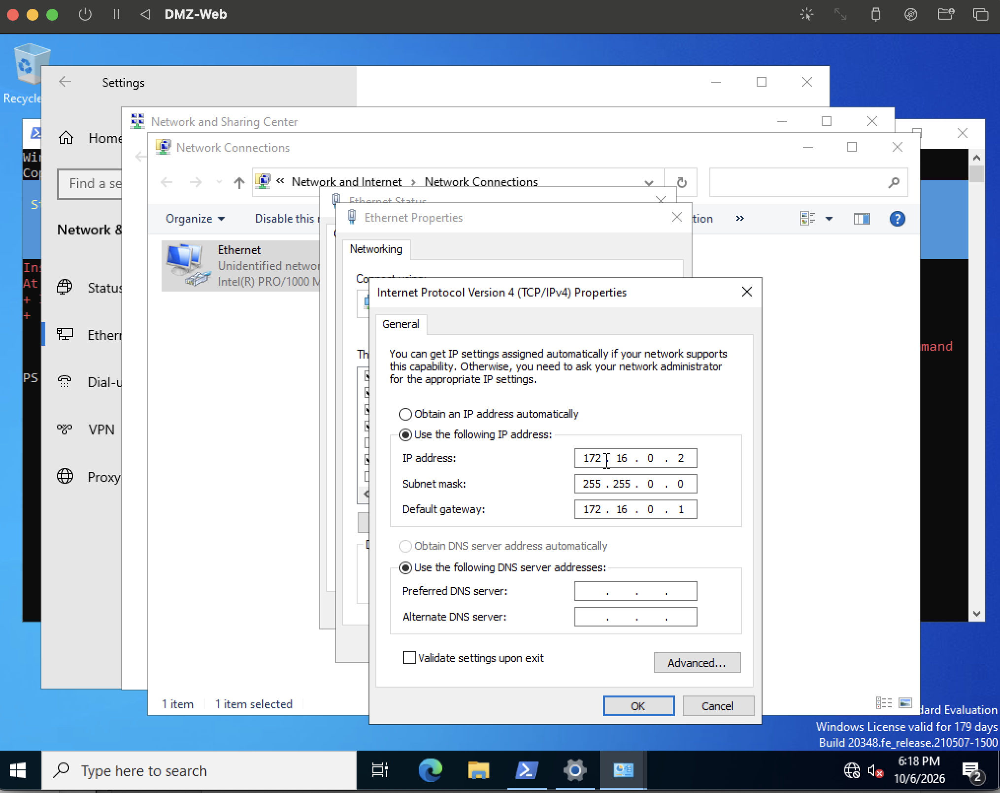 DMZ-Web
Recycle
Settings
Home
Find a se
Network &
Status
Ethern
Dial-u
VPN
Proxy
Network and Sharing Center
Network Connections
« Network and Internet > Network Connections
Organize
Disable this
tion »
Ethernet
Unidentified networ
Intel(R) PRO/1000 M
1 item
1 item selected
Ethernet Status
Ethernet Properties
Networking
Connect using:
Th
Internet Protocol Version 4 (TCP/IPv4) Properties
General
You can get IP settings assigned automatically if your network supports
this capability. Otherwise, you need to ask your network administrator
for the appropriate IP settings.
Obtain an IP address automatically
Use the following IP address:
IP address: 172 . 16 . 0 . 2
Subnet mask: 255 . 255 . 0 . 0
Default gateway: 172 . 16 . 0 . 1
Obtain DNS server address automatically
Use the following DNS server addresses:
Preferred DNS server: . . .
Alternate DNS server: . . .
Validate settings upon exit
Advanced...
OK
Cancel
Win
Cop
St
Ins
At
+
+
PS
mand
dard Evaluation
Windows License valid for 179 days
Build 20348.fe_release.210507-1500
Type here to search
6:18 PM
10/6/2026
2